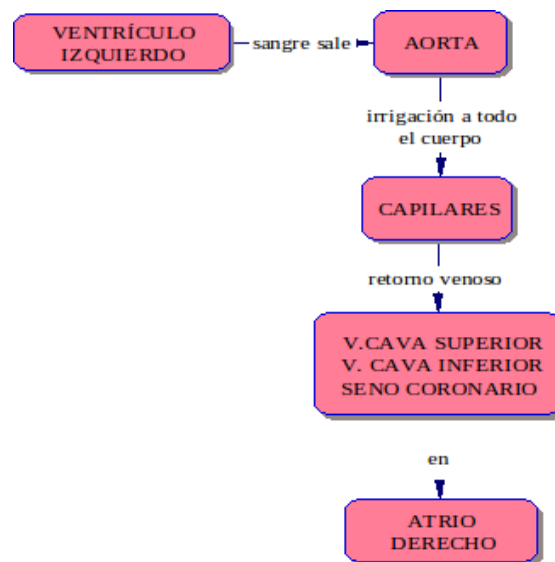 VENTRÍCULO
IZQUIERDO
sangre sale
AORTA
irrigación a todo
el cuerpo
CAPILARES
retorno venoso
V.CAVA SUPERIOR
V. CAVA INFERIOR
SENO CORONARIO
en
ATRIO
DERECHO